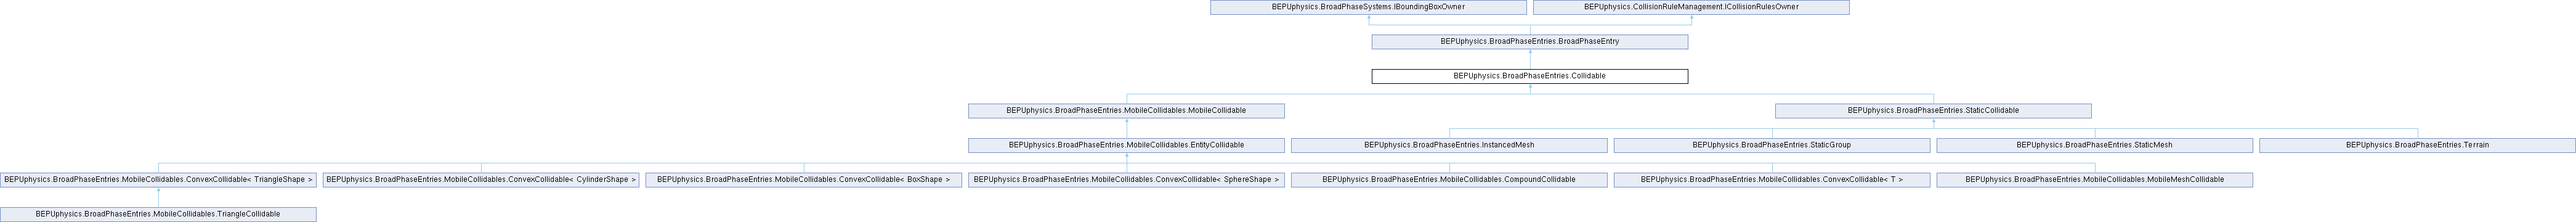 BEPUphysics.BroadPhaseSystems.IBoundingBoxOwner
BEPUphysics.CollisionRuleManagement.ICollisionRulesOwner
BEPUphysics.BroadPhaseEntries.BroadPhaseEntry
BEPUphysics.BroadPhaseEntries.Collidable
BEPUphysics.BroadPhaseEntries.MobileCollidables.MobileCollidable
BEPUphysics.BroadPhaseEntries.StaticCollidable
BEPUphysics.BroadPhaseEntries.MobileCollidables.EntityCollidable
BEPUphysics.BroadPhaseEntries.InstancedMesh
BEPUphysics.BroadPhaseEntries.StaticGroup
BEPUphysics.BroadPhaseEntries.StaticMesh
BEPUphysics.BroadPhaseEntries.Terrain
BEPUphysics.BroadPhaseEntries.MobileCollidables.ConvexCollidable< TriangleShape >
BEPUphysics.BroadPhaseEntries.MobileCollidables.ConvexCollidable< CylinderShape >
BEPUphysics.BroadPhaseEntries.MobileCollidables.ConvexCollidable< BoxShape >
BEPUphysics.BroadPhaseEntries.MobileCollidables.ConvexCollidable< SphereShape >
BEPUphysics.BroadPhaseEntries.MobileCollidables.CompoundCollidable
BEPUphysics.BroadPhaseEntries.MobileCollidables.ConvexCollidable< T >
BEPUphysics.BroadPhaseEntries.MobileCollidables.MobileMeshCollidable
BEPUphysics.BroadPhaseEntries.MobileCollidables.TriangleCollidable